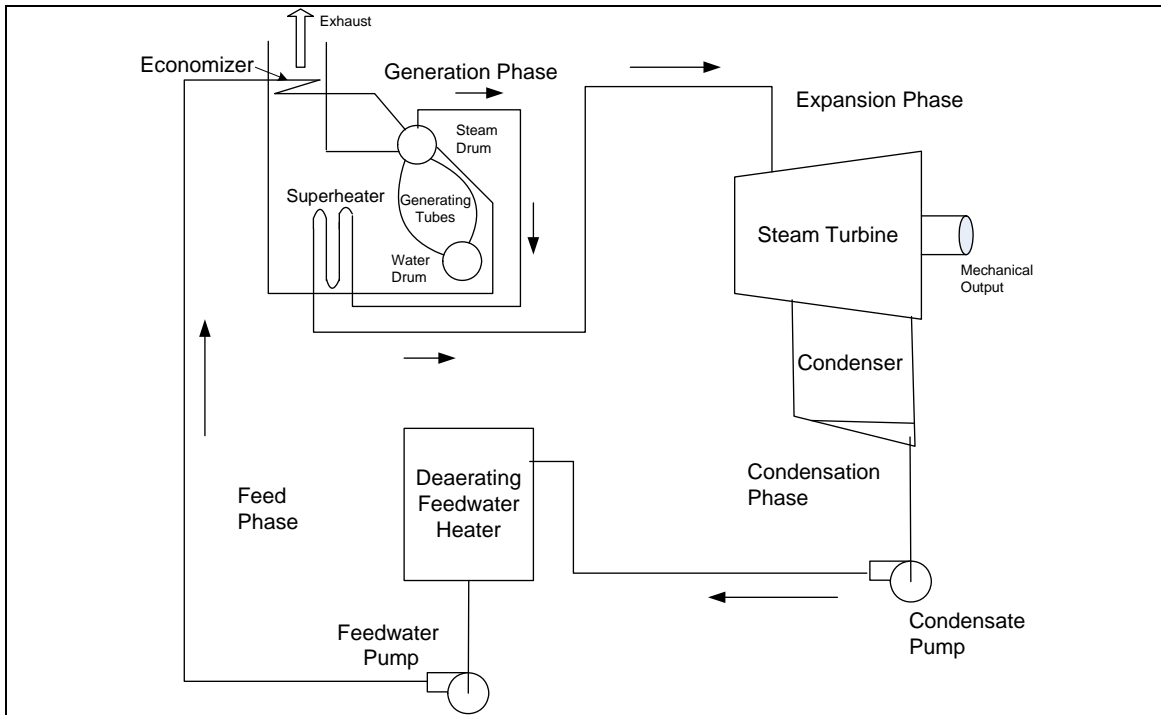 Exhaust
Economizer
Generation Phase
Expansion Phase
Steam
Drum
Superheater
Generating
Tubes
Steam Turbine
Water
Drum
Mechanical
Output
Condenser
Deaerating
Feedwater
Heater
Condensation
Phase
Feed
Phase
Feedwater
Pump
Condensate
Pump